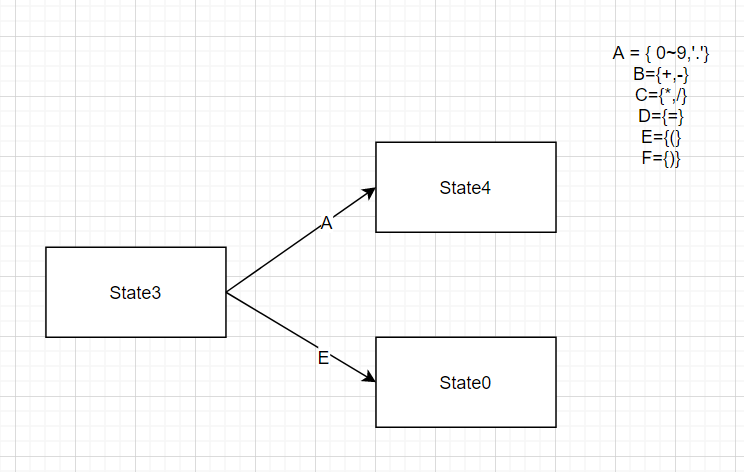 A = { 0~9,'.'}
B={+,-}
C={*,/}
D={=}
E={(}
F={)}
State4
A
State3
E
State0